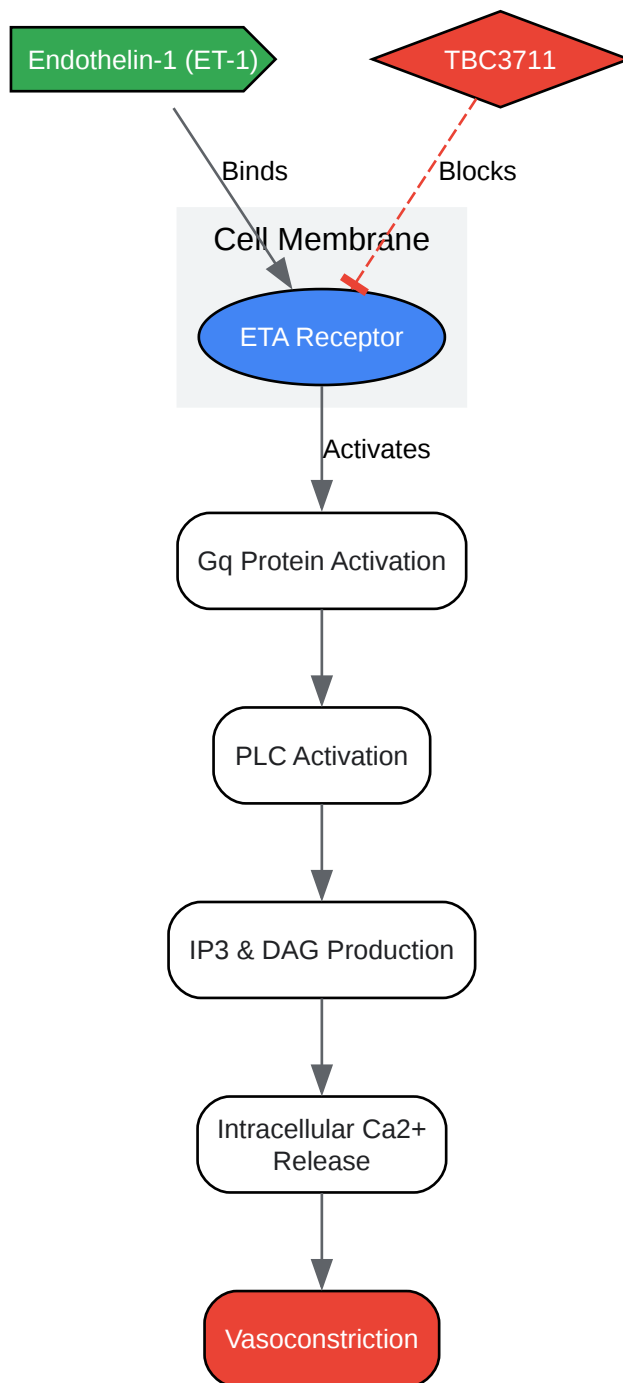 Endothelin-1 (ET-1)
TBC3711
Binds
Blocks
Cell Membrane
ETA Receptor
Activates
Gq Protein Activation
PLC Activation
IP3 & DAG Production
Intracellular Ca2+
Release
Vasoconstriction